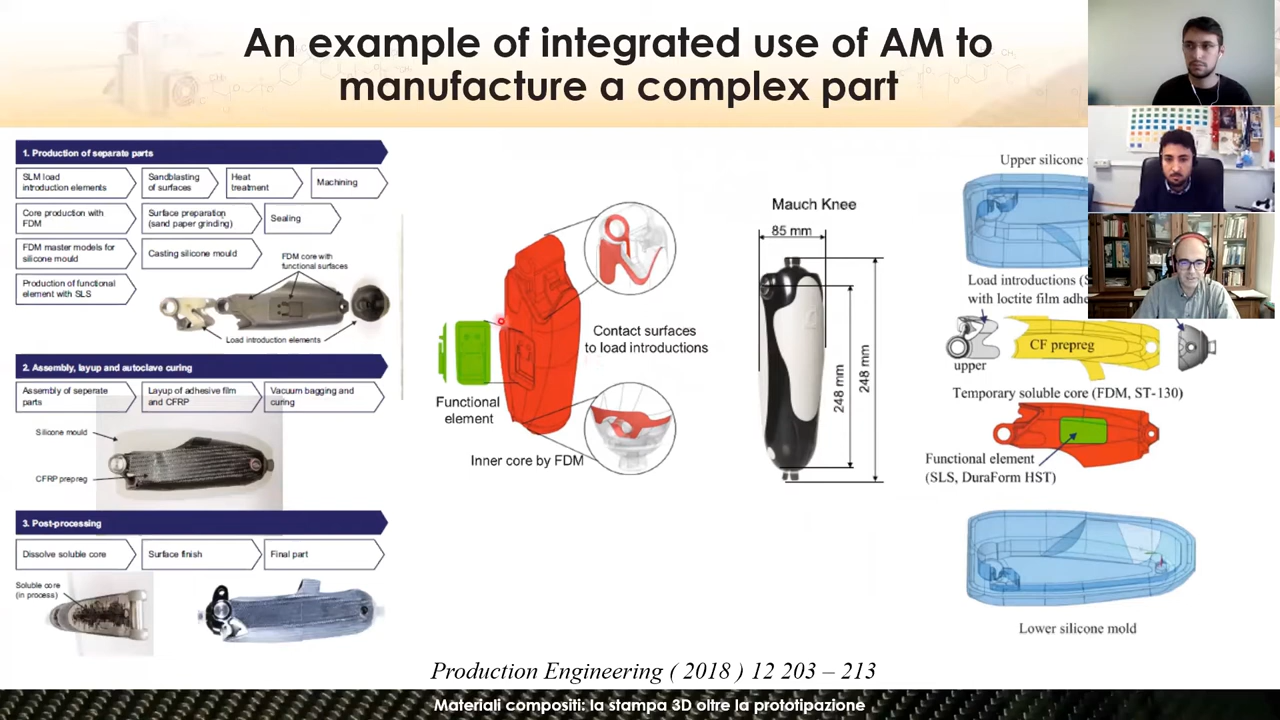 An example of integrated use of AM to
manufacture a complex part
1. Production of separate parts
SLM load
introduction elements
Sandblasting
of surfaces
Heat
treatment
Machining
Core production with
FDM
Surface preparation
(sand paper grinding)
Sealing
FDM master models for
silicone mould
Casting silicone mould
FDM core with
functional surfaces
Production of functional
element with SLS
Load introduction elements
2. Assembly, layup and autoclave curing
Assembly of seperate
parts
Layup of adhesive film
and CFRP
Vacuum bagging and
curing
Silicone mould
CFRP prepreg
3. Post-processing
Dissolve soluble core
Surface finish
Final part
Soluble core
(in process)
Functional
element
Contact surfaces
to load introductions
Inner core by FDM
Mauch Knee
85 mm
248 mm
248 mm
Upper silicone
Load introductions (S
with loctite film adhe
CF prepreg
upper
Temporary soluble core (FDM, ST-130)
Functional element
(SLS, DuraForm HST)
Lower silicone mold
Production Engineering ( 2018 ) 12 203 – 213
Materiali compositi: la stampa 3D oltre la prototipazione